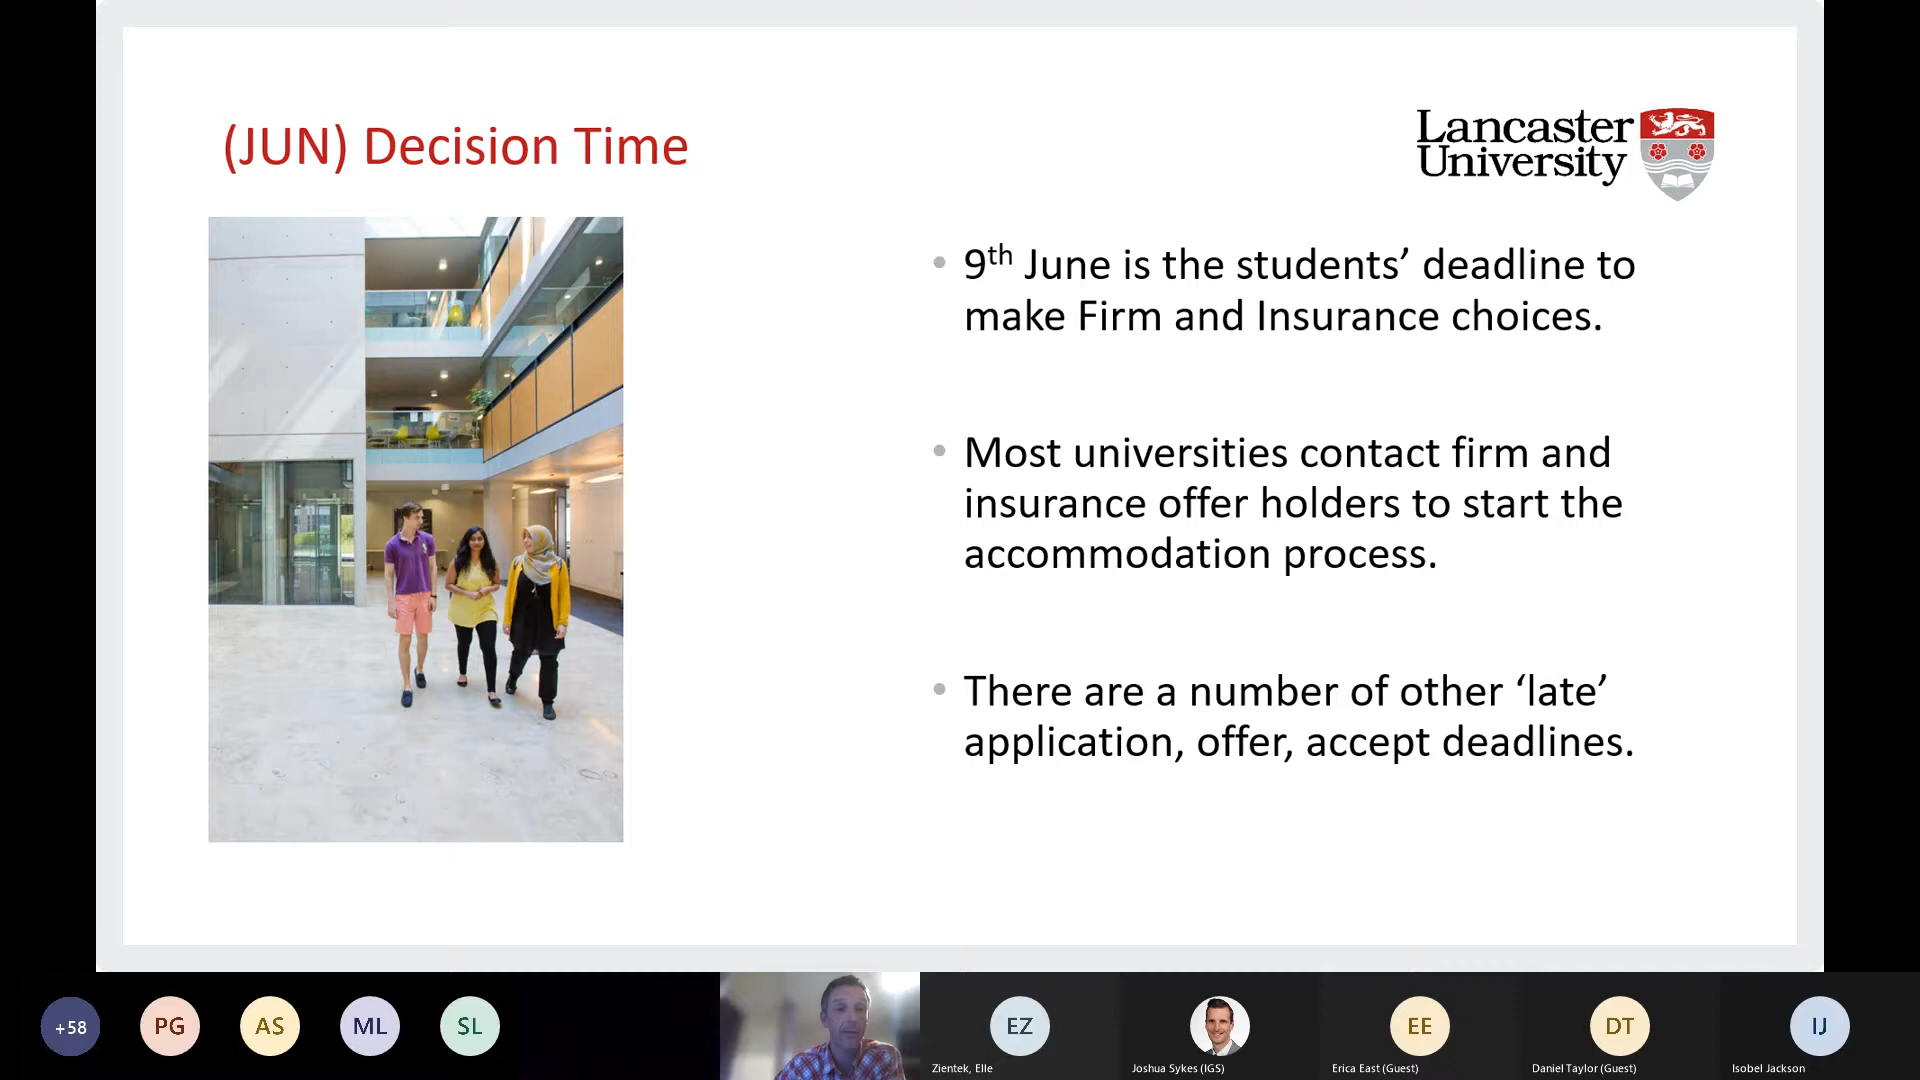 (JUN) Decision Time
Lancaster
University
• 9th June is the students’ deadline to
make Firm and Insurance choices.
• Most universities contact firm and
insurance offer holders to start the
accommodation process.
• There are a number of other ‘late’
application, offer, accept deadlines.
+58
PG
AS
ML
SL
EZ
EE
DT
IJ
Zientek, Elle
Joshua Sykes (IGS)
Erica East (Guest)
Daniel Taylor (Guest)
Isobel Jackson